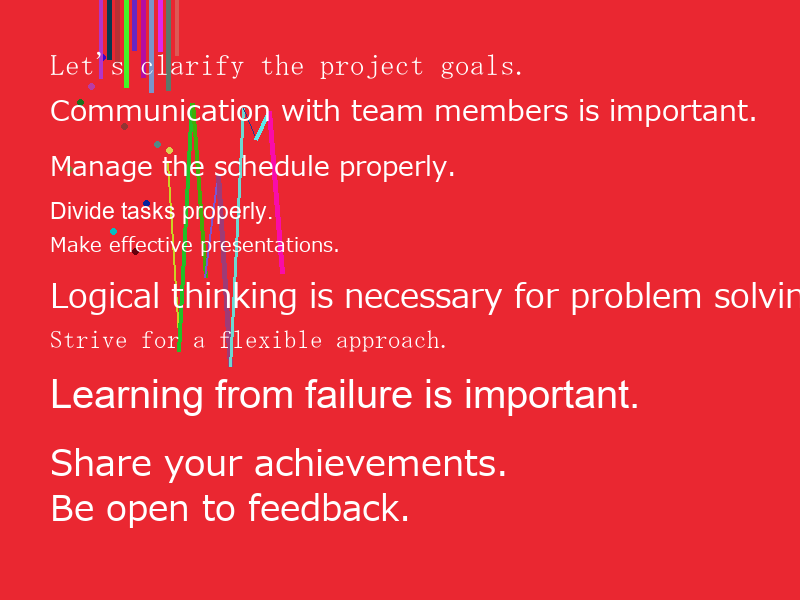 Let's clarify the project goals.
Communication with team members is important.
Manage the schedule properly.
Divide tasks properly.
Make effective presentations.
Logical thinking is necessary for problem solvin
Strive for a flexible approach.
Learning from failure is important.
Share your achievements.
Be open to feedback.